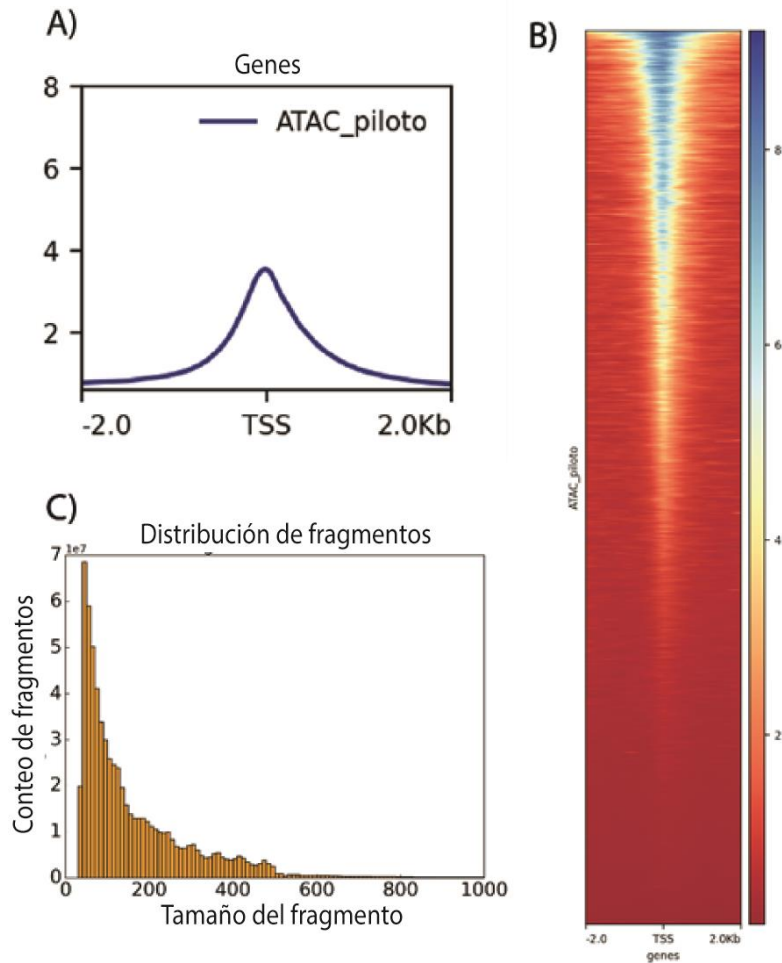 A)
Genes
8
6
4
2
ATAC_piloto
-2.0 TSS 2.0Kb
B)
ATAC_piloto
8
6
4
2
-2.0 TSS 2.0Kb
genes
C)
Distribución de fragmentos
1e7
7
6
5
4
3
2
1
0
Conteo de fragmentos
0 200 400 600 800 1000
Tamaño del fragmento